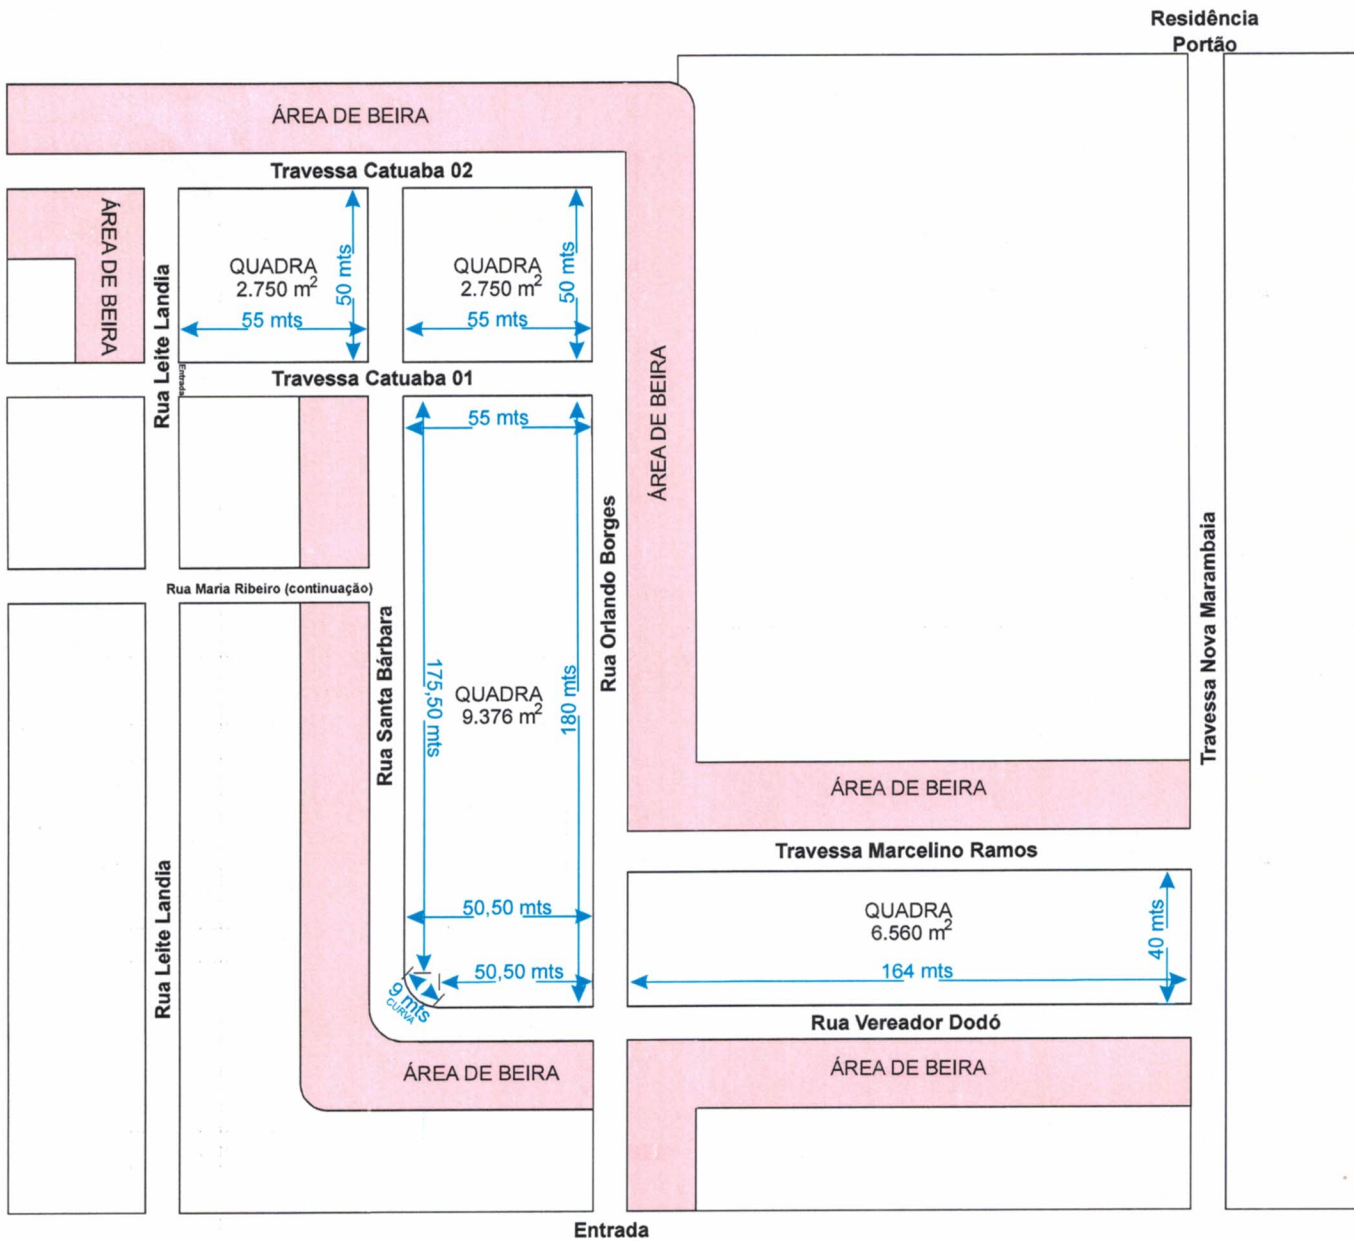 Residência
Portão
ÁREA DE BEIRA
Travessa Catuaba 02
ÁREA DE BEIRA
Rua Leite Landia
QUADRA
2.750 m²
50 mts
55 mts
QUADRA
2.750 m²
50 mts
55 mts
Entrada
Travessa Catuaba 01
55 mts
ÁREA DE BEIRA
Rua Orlando Borges
Travessa Nova Marambaia
Rua Maria Ribeiro (continuação)
Rua Santa Bárbara
175,50 mts
QUADRA
9.376 m²
180 mts
ÁREA DE BEIRA
Travessa Marcelino Ramos
Rua Leite Landia
50,50 mts
QUADRA
6.560 m²
40 mts
50,50 mts
164 mts
9 mts
CURVA
Rua Vereador Dodó
ÁREA DE BEIRA
ÁREA DE BEIRA
Entrada